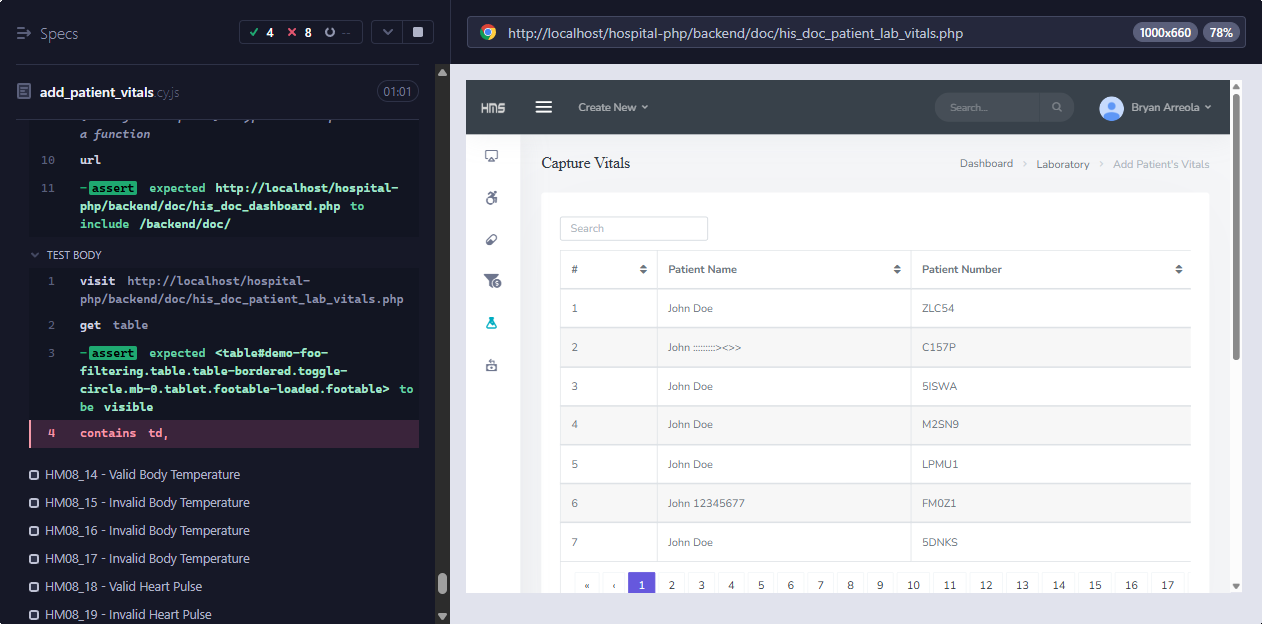 Specs
4
8
--
add_patient_vitals.cy.js
01:01
a function
10 url
11 -assert expected http://localhost/hospital-
php/backend/doc/his_doc_dashboard.php to
include /backend/doc/
TEST BODY
1 visit http://localhost/hospital-
php/backend/doc/his_doc_patient_lab_vitals.php
2 get table
3 -assert expected <table#demo-foo-
filtering.table.table-bordered.toggle-
circle.mb-0.tablet.footable-loaded.footable> to
be visible
4 contains td,
HM08_14 - Valid Body Temperature
HM08_15 - Invalid Body Temperature
HM08_16 - Invalid Body Temperature
HM08_17 - Invalid Body Temperature
HM08_18 - Valid Heart Pulse
HM08_19 - Invalid Heart Pulse
http://localhost/hospital-php/backend/doc/his_doc_patient_lab_vitals.php
1000x660
78%
HMS
Create New
Search...
Bryan Arreola
Capture Vitals
Dashboard > Laboratory > Add Patient's Vitals
Search
# Patient Name Patient Number
1 John Doe ZLC54
2 John :::::::::><>> C157P
3 John Doe 5ISWA
4 John Doe M2SN9
5 John Doe LPMU1
6 John 12345677 FM0Z1
7 John Doe 5DNKS
« ‹ 1 2 3 4 5 6 7 8 9 10 11 12 13 14 15 16 17